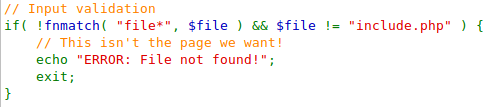 // Input validation
if( !fnmatch( "file*", $file ) && $file != "include.php" ) {
    // This isn't the page we want!
    echo "ERROR: File not found!";
    exit;
}